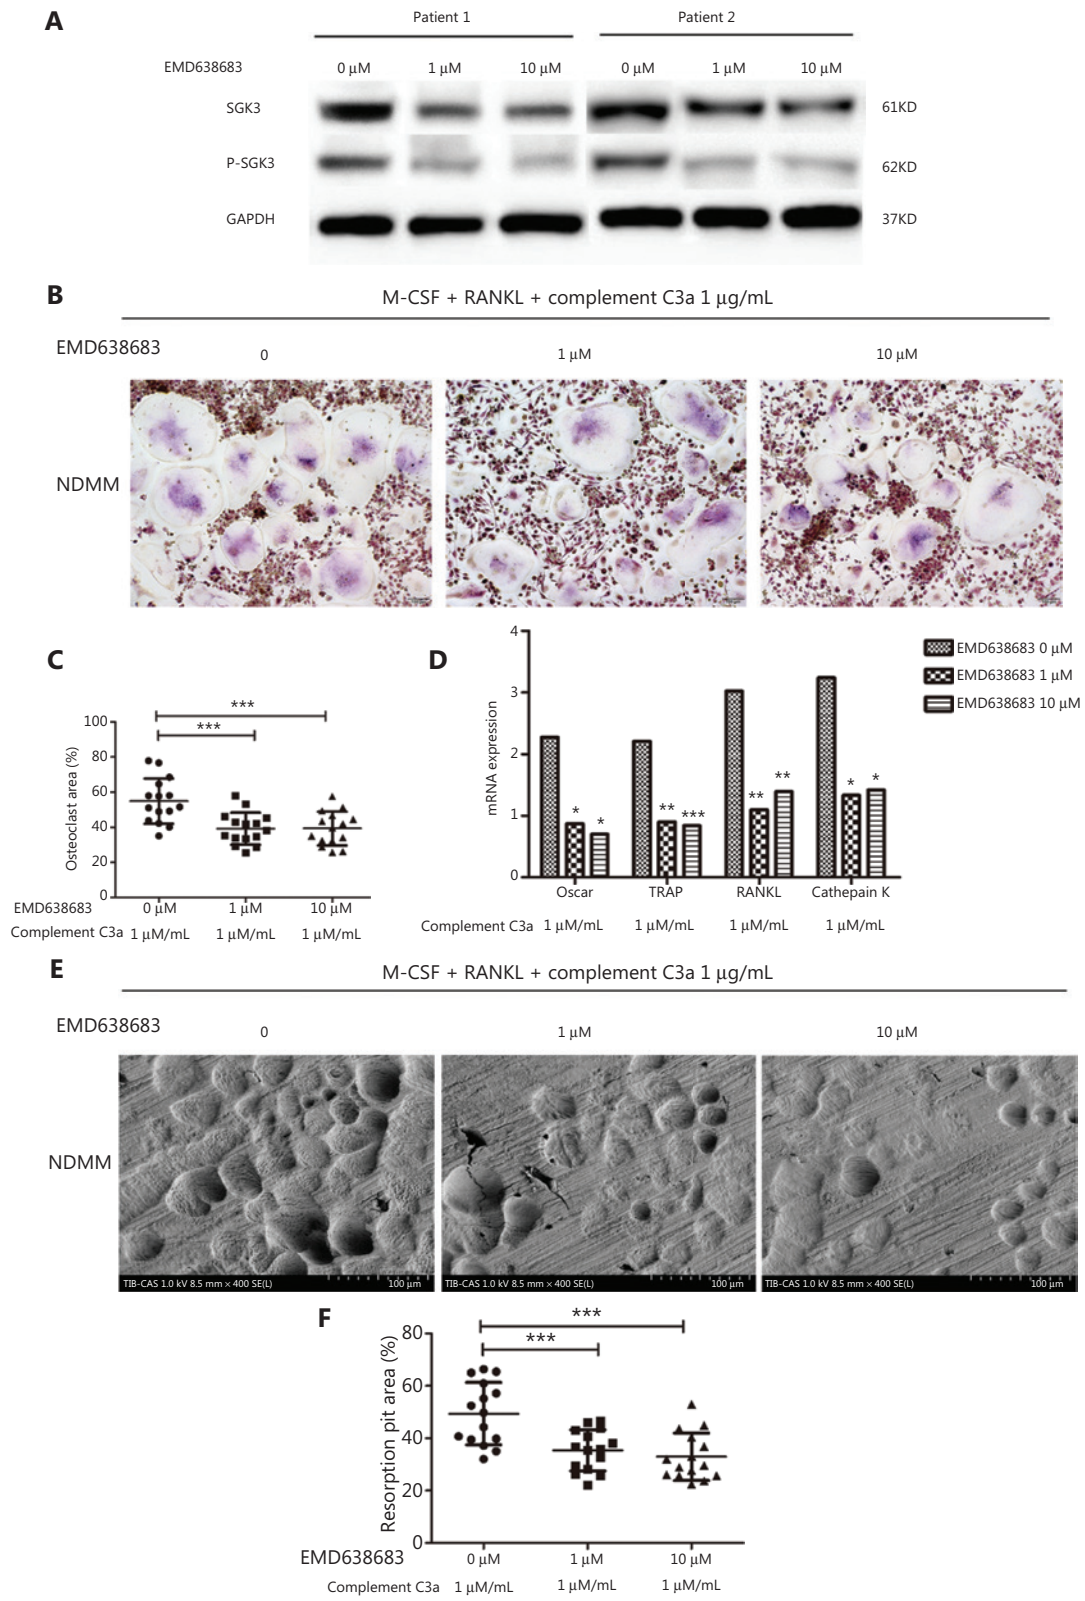 A
Patient 1 Patient 2
EMD638683 0 μM 1 μM 10 μM 0 μM 1 μM 10 μM
SGK3 61KD
P-SGK3 62KD
GAPDH 37KD
B
M-CSF + RANKL + complement C3a 1 μg/mL
EMD638683 0 1 μM 10 μM
NDMM
C
*** 
***
Osteoclast area (%)
100
80
60
40
20
0
EMD638683 0 μM 1 μM 10 μM
Complement C3a 1 μM/mL 1 μM/mL 1 μM/mL
D
mRNA expression
4
3
2
1
0
* * ** *** ** ** * *
Oscar TRAP RANKL Cathepain K
Complement C3a 1 μM/mL 1 μM/mL 1 μM/mL 1 μM/mL
EMD638683 0 μM
EMD638683 1 μM
EMD638683 10 μM
E
M-CSF + RANKL + complement C3a 1 μg/mL
EMD638683 0 1 μM 10 μM
NDMM
TIB-CAS 1.0 kV 8.5 mm × 400 SE(L) 100 μm
TIB-CAS 1.0 kV 8.5 mm × 400 SE(L) 100 μm
TIB-CAS 1.0 kV 8.5 mm × 400 SE(L) 100 μm
F
***
***
Resorption pit area (%)
80
60
40
20
0
EMD638683 0 μM 1 μM 10 μM
Complement C3a 1 μM/mL 1 μM/mL 1 μM/mL